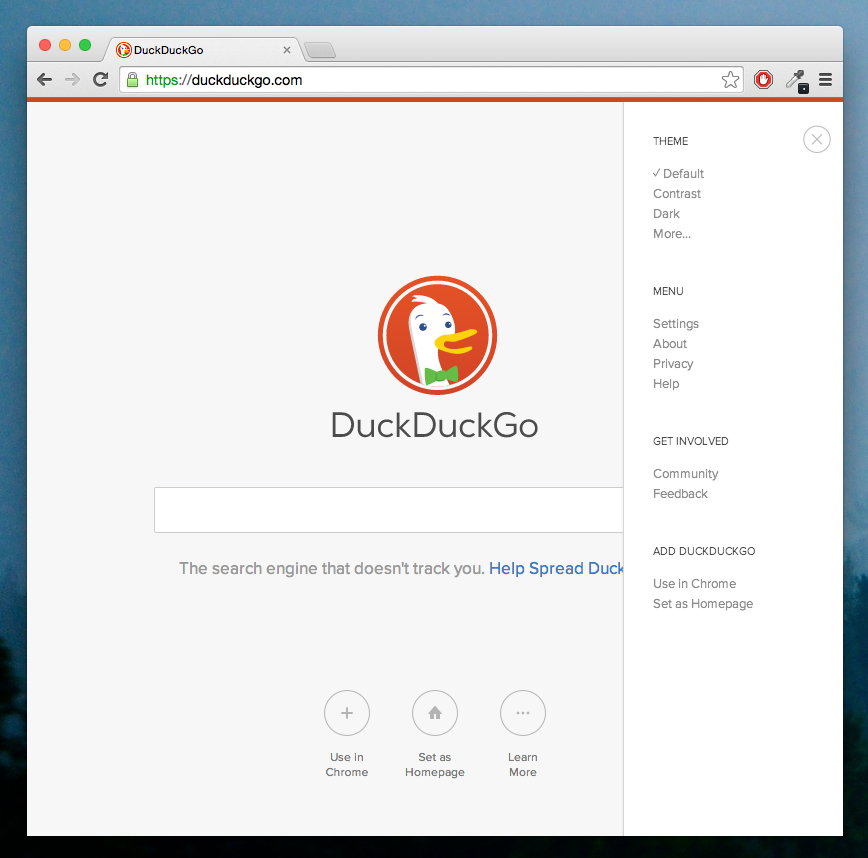 DuckDuckGo
https://duckduckgo.com
THEME
✓ Default
Contrast
Dark
More...
MENU
Settings
About
Privacy
Help
GET INVOLVED
Community
Feedback
ADD DUCKDUCKGO
Use in Chrome
Set as Homepage
DuckDuckGo
The search engine that doesn't track you. Help Spread Duck
Use in
Chrome
Set as
Homepage
Learn
More